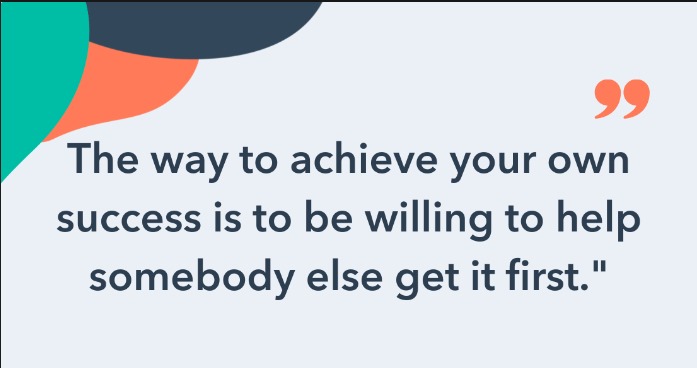 ”
The way to achieve your own
success is to be willing to help
somebody else get it first."